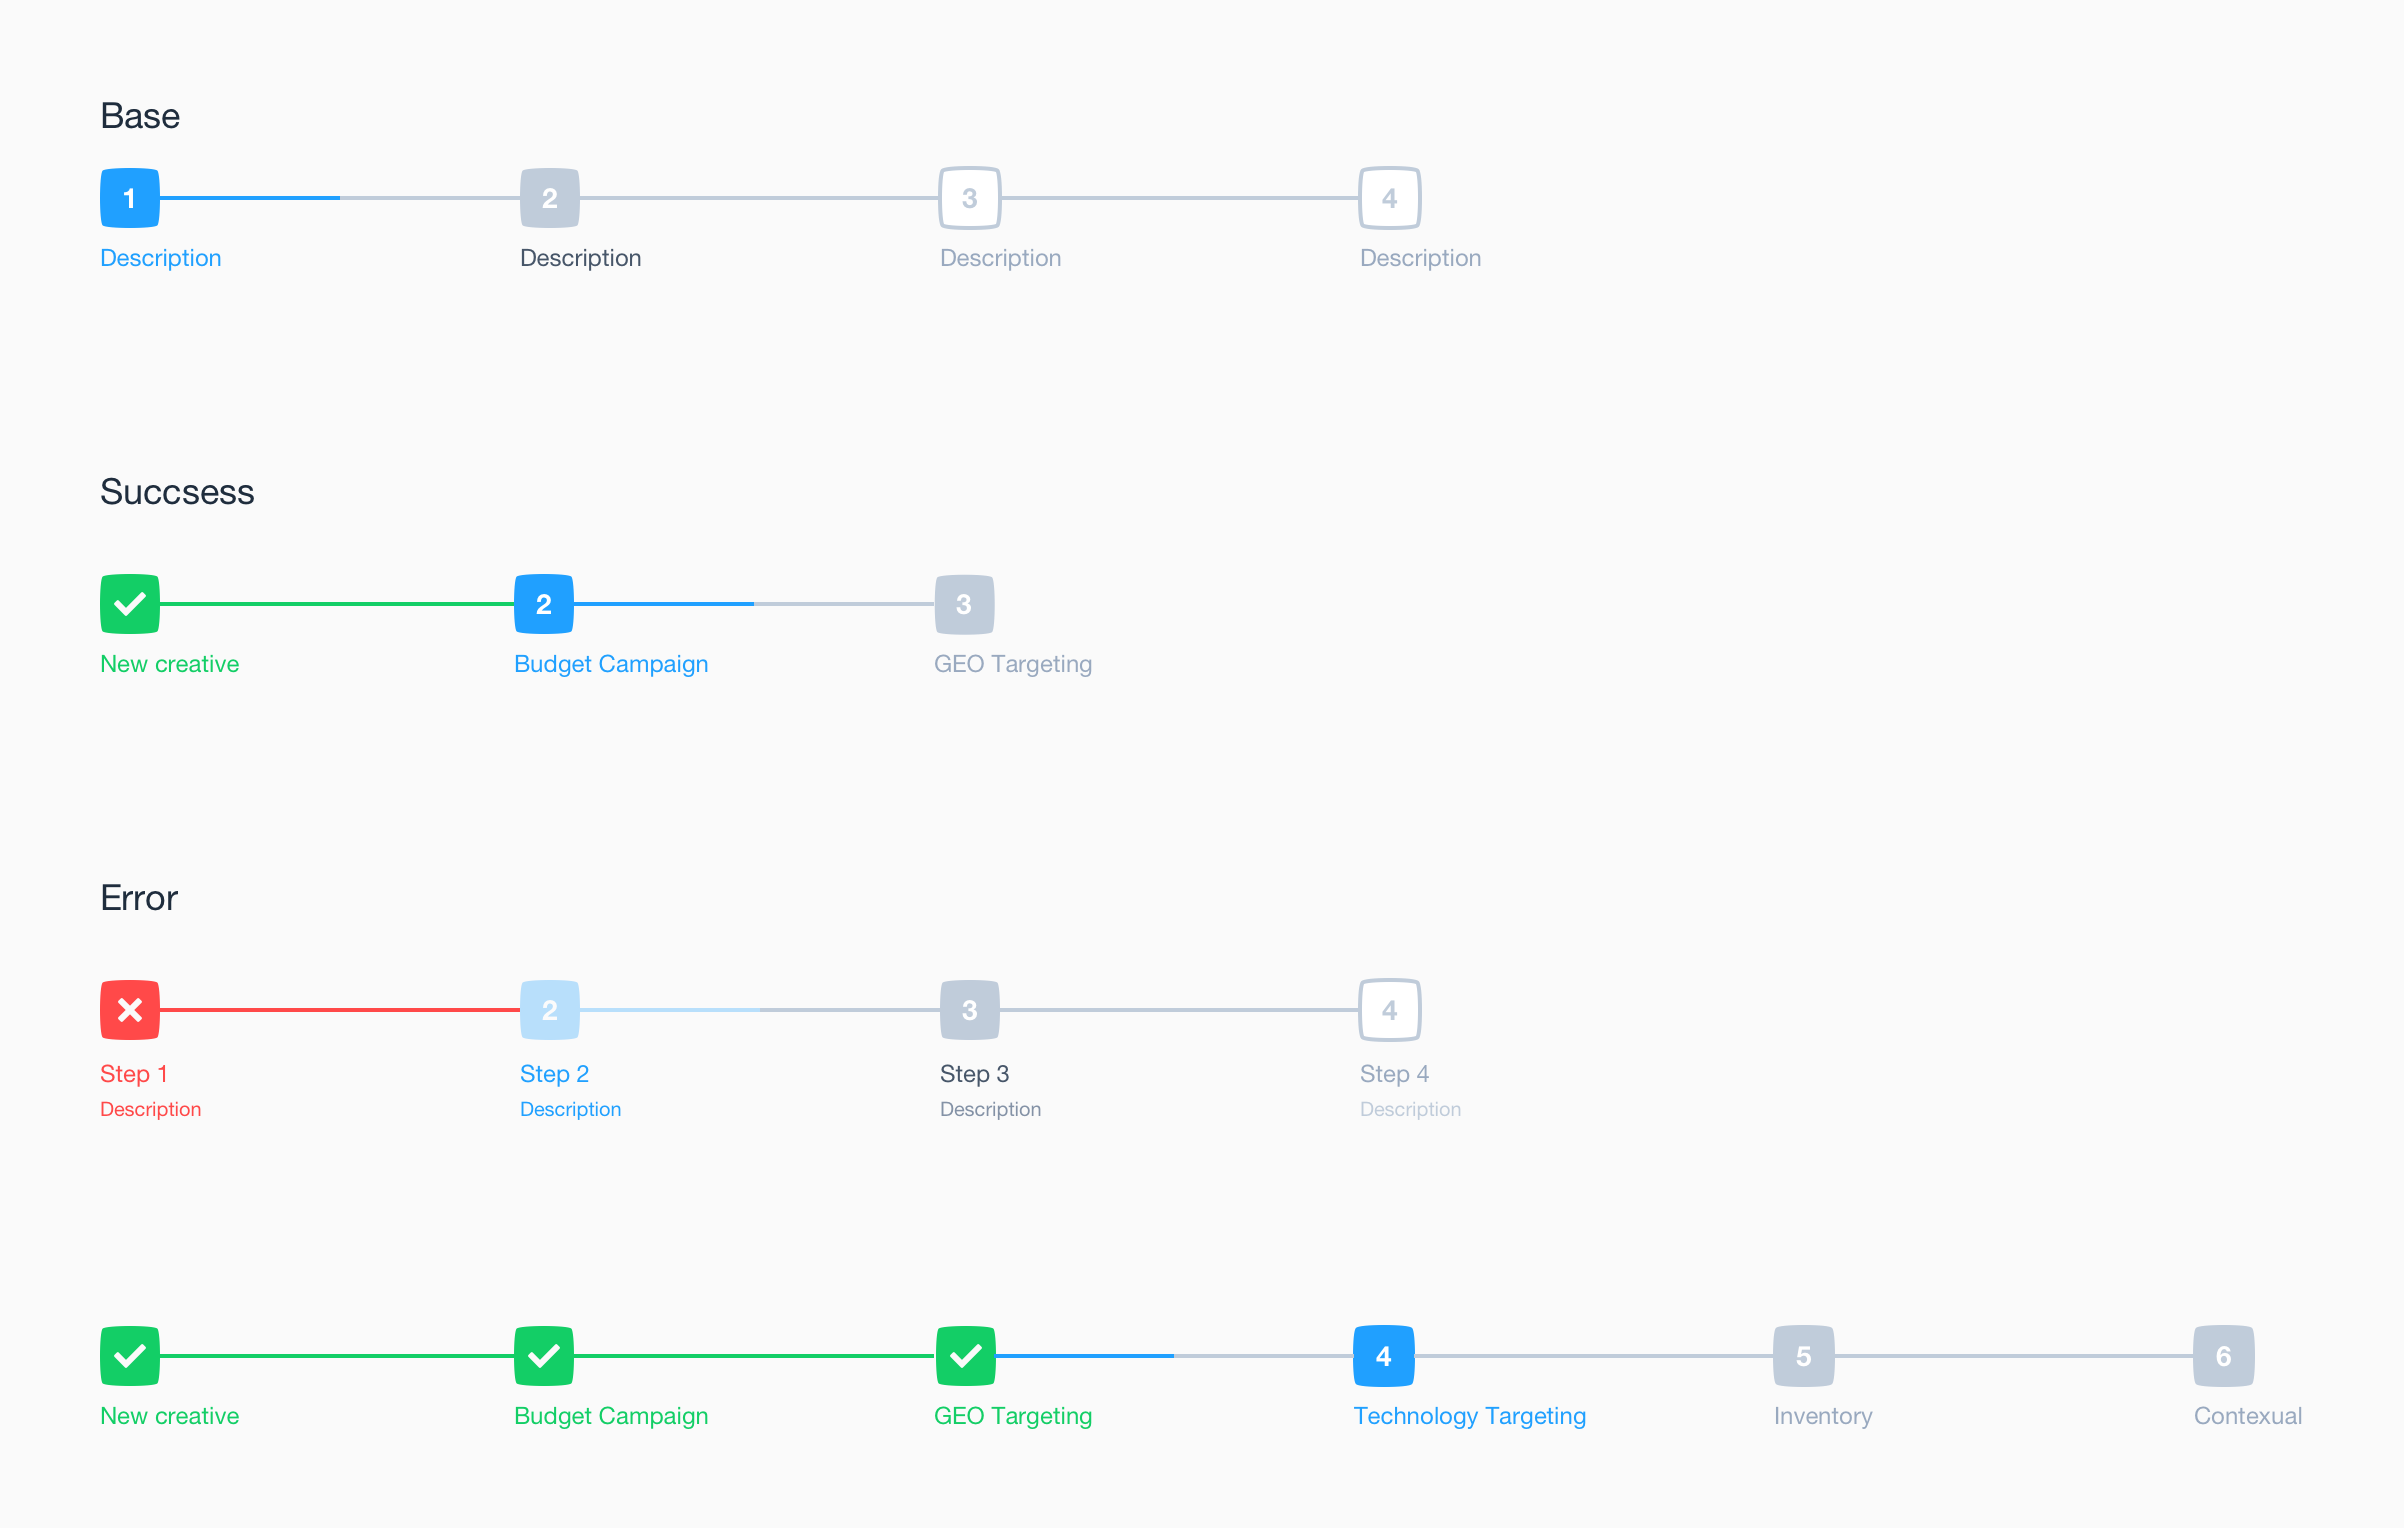 Base
1 2 3 4
Description Description Description Description
Succsess
2 3
New creative Budget Campaign GEO Targeting
Error
2 3 4
Step 1 Step 2 Step 3 Step 4
Description Description Description Description
4 5 6
New creative Budget Campaign GEO Targeting Technology Targeting Inventory Contexual